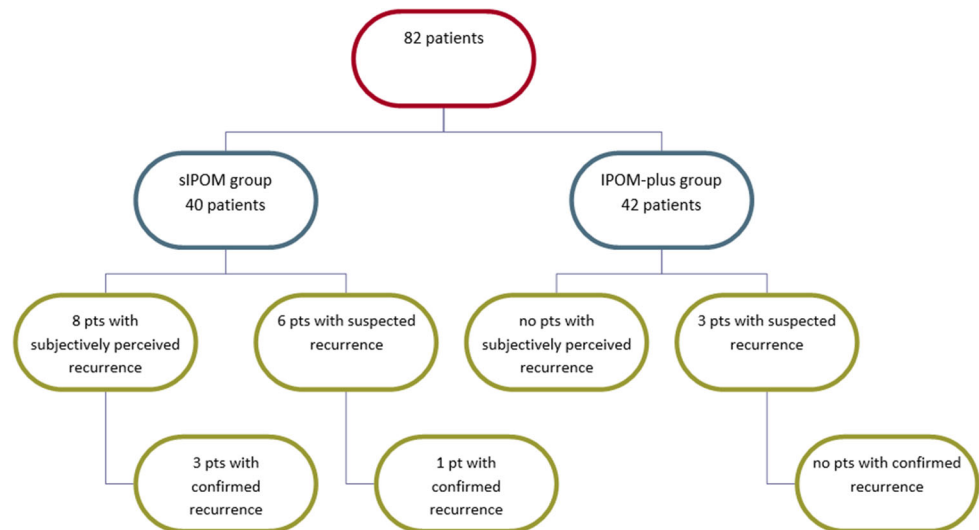 82 patients
sIPOM group
40 patients
IPOM-plus group
42 patients
8 pts with
subjectively perceived
recurrence
6 pts with suspected
recurrence
no pts with
subjectively perceived
recurrence
3 pts with suspected
recurrence
3 pts with
confirmed
recurrence
1 pt with
confirmed
recurrence
no pts with confirmed
recurrence